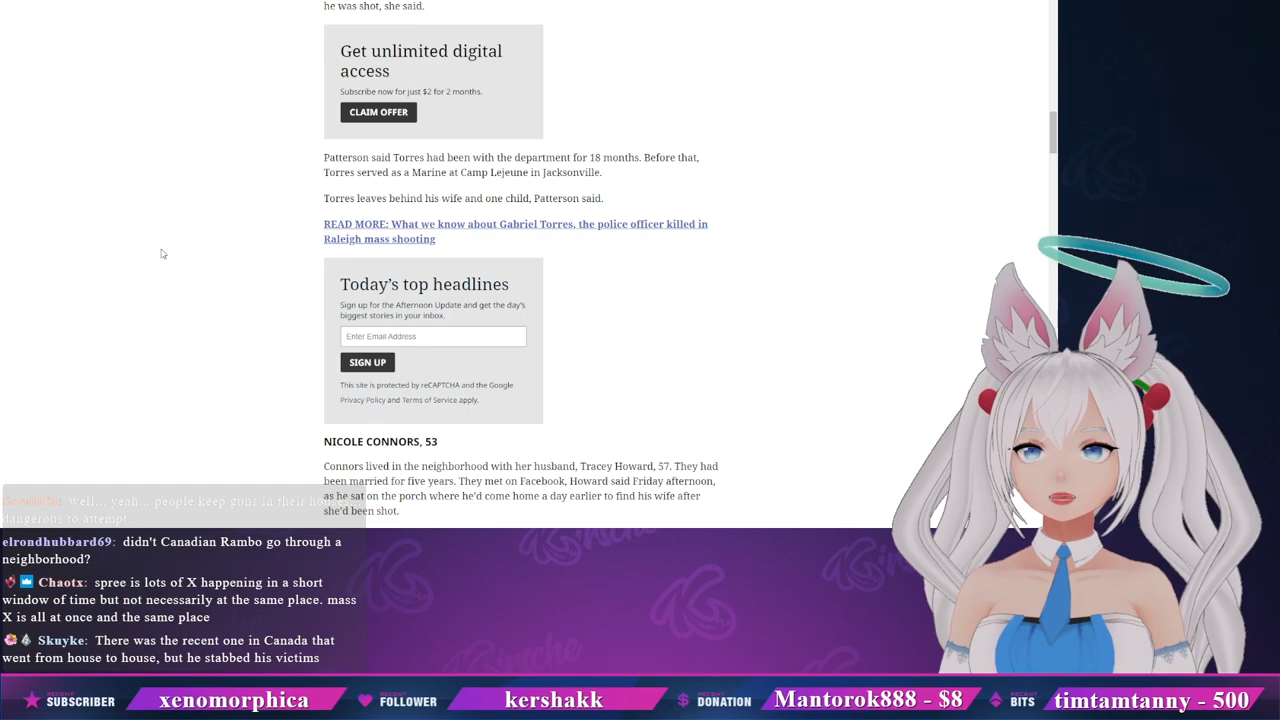 he was shot, she said.
Get unlimited digital
access
Subscribe now for just $2 for 2 months.
CLAIM OFFER
Patterson said Torres had been with the department for 18 months. Before that,
Torres served as a Marine at Camp Lejeune in Jacksonville.
Torres leaves behind his wife and one child, Patterson said.
READ MORE: What we know about Gabriel Torres, the police officer killed in
Raleigh mass shooting
Today's top headlines
Sign up for the Afternoon Update and get the day's
biggest stories in your inbox.
Enter Email Address
SIGN UP
This site is protected by reCAPTCHA and the Google
Privacy Policy and Terms of Service apply.
NICOLE CONNORS, 53
Connors lived in the neighborhood with her husband, Tracey Howard, 57. They had
been married for five years. They met on Facebook, Howard said Friday afternoon,
as he sat on the porch where he'd come home a day earlier to find his wife after
she'd been shot.
well... yeah... people keep guns in their
dangerous to attempt
elrondhubbard69: didn't Canadian Rambo go through a
neighborhood?
Chaotx: spree is lots of X happening in a short
window of time but not necessarily at the same place. mass
X is all at once and the same place
Skuyke: There was the recent one in Canada that
went from house to house, but he stabbed his victims
RECENT SUBSCRIBER xenomorphica RECENT FOLLOWER kershakk RECENT DONATION Mantorok888 - $8 RECENT BITS timtamtanny - 500